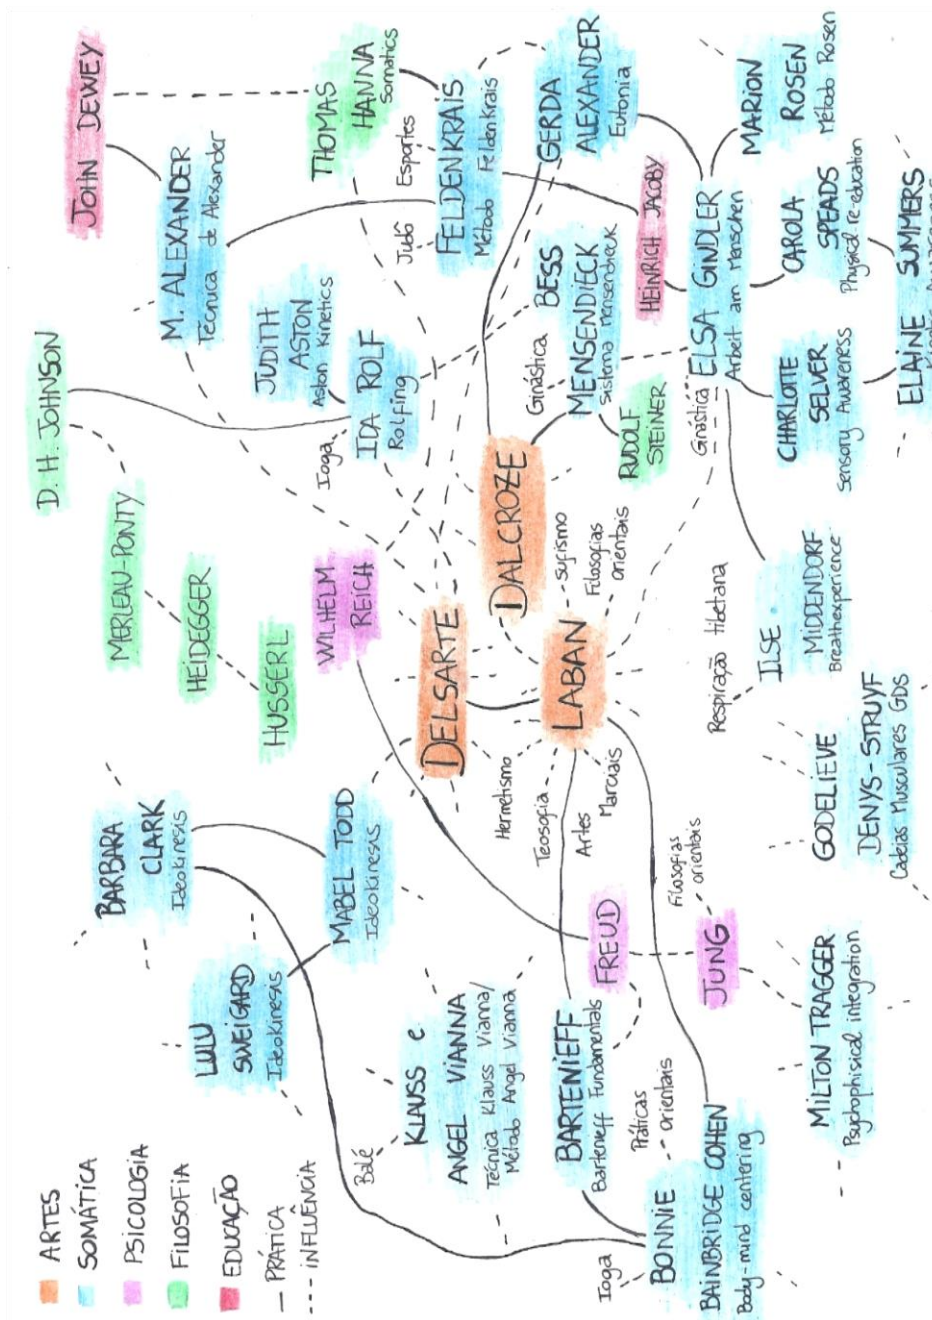 ARTES
SOMÁTICA
PSICOLOGIA
FILOSOFIA
EDUCAÇÃO
PRÁTICA
INFLUÊNCIA
BARBARA
CLARK
Ideokinesis
LULU
SWEIGARD
Ideokinesis
MABEL TODD
Ideokinesis
Balé
KLAUSS e
ANGEL VIANNA
Técnica Klauss Vianna/
Método Angel Vianna
BARTENIEFF
Bartenieff Fundamentals
Ioga
BONNIE
BAINBRIDGE COHEN
Body-mind centering
Práticas
orientais
FREUD
JUNG
Filosofias
orientais
MILTON TRAGGER
Psychophisical integration
D. H. JOHNSON
MERLEAU-PONTY
HEIDEGGER
HUSSERL
WILHELM
REICH
DELSARTE
Hermetismo
Teosofia
Artes
Marciais
LABAN
sufismo
Filosofias
orientais
DALCROZE
Respiração tibetana
ILSE
MIDDENDORF
Breathexperience
GODELIEVE
DENYS-STRUYF
Cadeias Musculares GDS
JOHN DEWEY
M. ALEXANDER
Técnica de Alexander
JUDITH
ASTON
Aston Kinetics
Ioga
IDA ROLF
Rolfing
THOMAS
HANNA
Somatics
Judô
Esportes
FELDENKRAIS
Método Feldenkrais
GERDA
ALEXANDER
Eutonia
Ginástica
BESS
MENSENDIECK
Sistema mensendieck
RUDOLF
STEINER
HEINRICH JACOBY
Ginástica
ELSA GINDLER
Arbeit am Menschen
MARION
ROSEN
Método Rosen
CAROLA
SPEADS
Physical re-education
CHARLOTTE
SELVER
Sensory Awareness
ELAINE SUMMERS